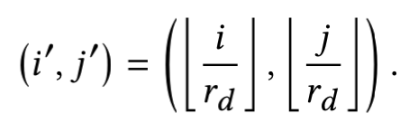 (i′, j′) = (⌊i/r_d⌋, ⌊j/r_d⌋).